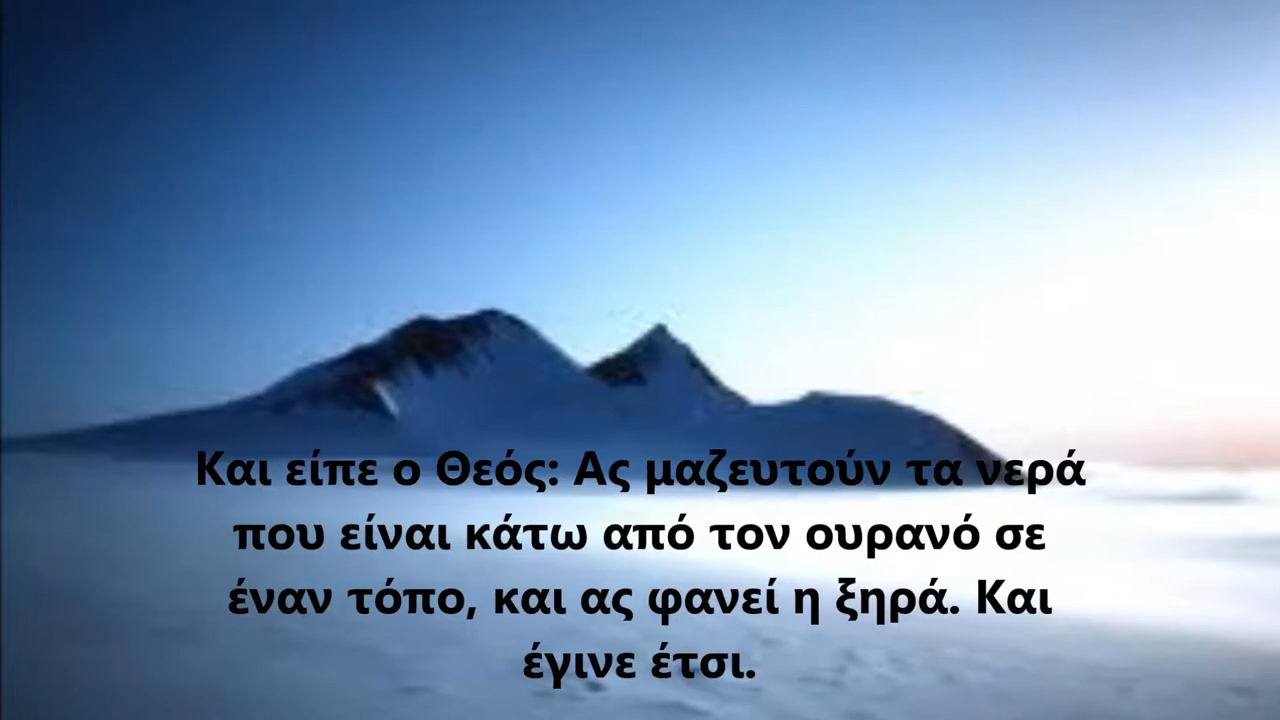 Και είπε ο Θεός: Ας μαζευτούν τα νερά
που είναι κάτω από τον ουρανό σε
έναν τόπο, και ας φανεί η ξηρά. Και
έγινε έτσι.